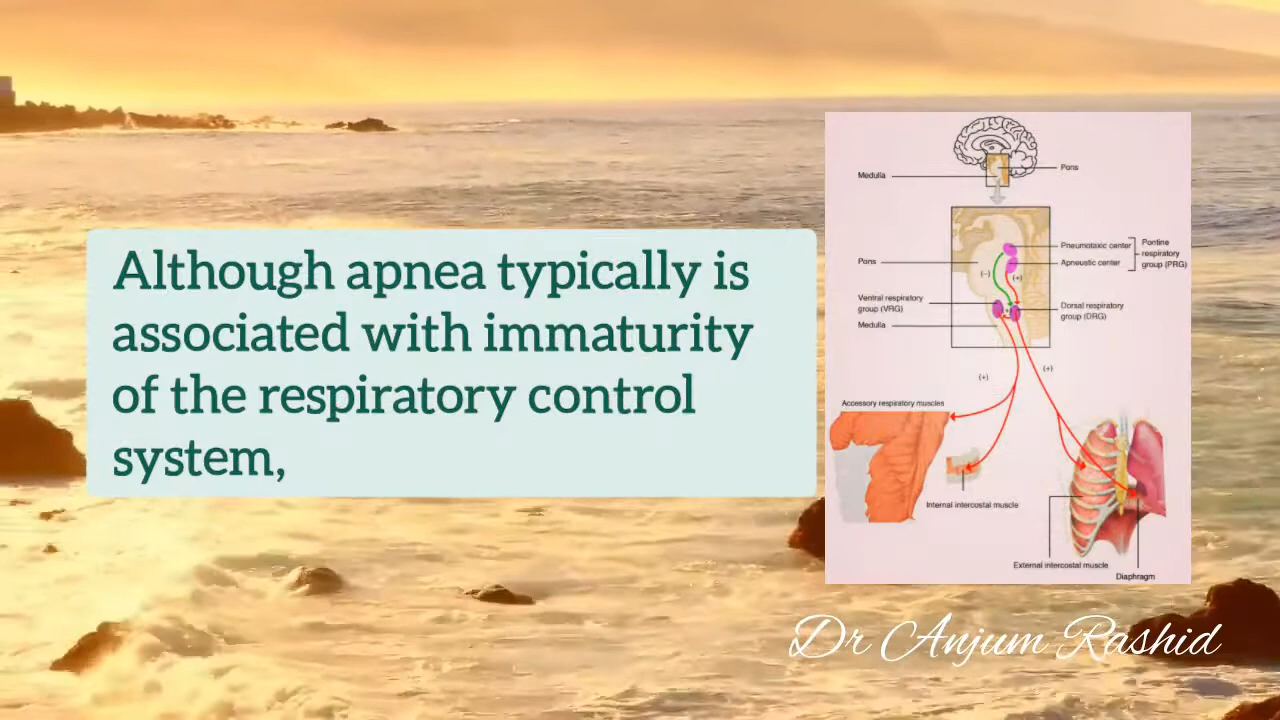 Although apnea typically is
associated with immaturity
of the respiratory control
system,
Medulla
Pons
Pons
Pneumotaxic center
Apneustic center
Pontine
respiratory
group (PRG)
(–)
(+)
Ventral respiratory
group (VRG)
Medulla
Dorsal respiratory
group (DRG)
(+)
(+)
Accessory respiratory muscles
Internal intercostal muscle
External intercostal muscle
Diaphragm
Dr Anjum Rashid